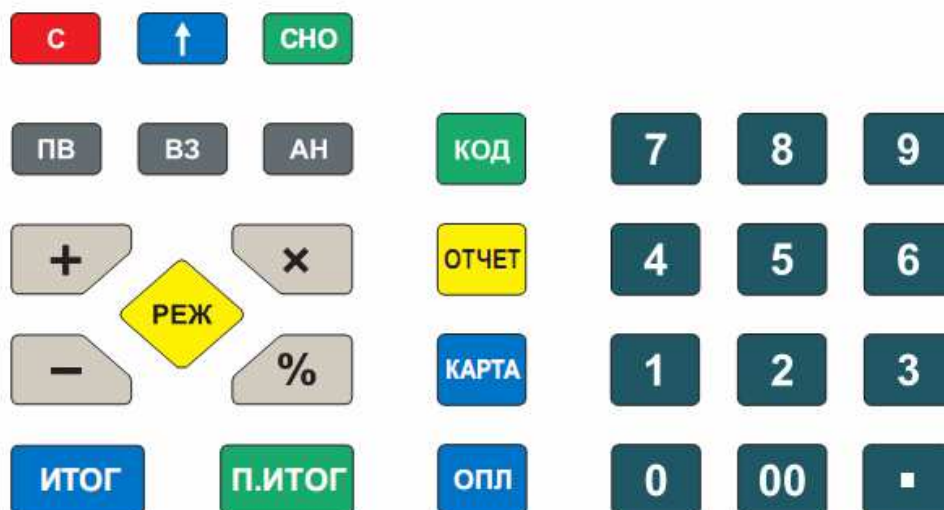 С ↑ СНО
ПВ ВЗ АН КОД 7 8 9
+ × ОТЧЕТ 4 5 6
РЕЖ
− % КАРТА 1 2 3
ИТОГ П.ИТОГ ОПЛ 0 00 ▪